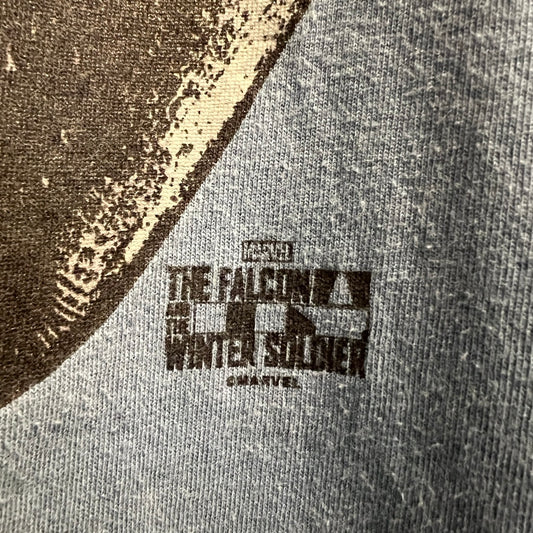 MARVEL
THE FALCON
AND THE
WINTER SOLDIER
©MARVEL